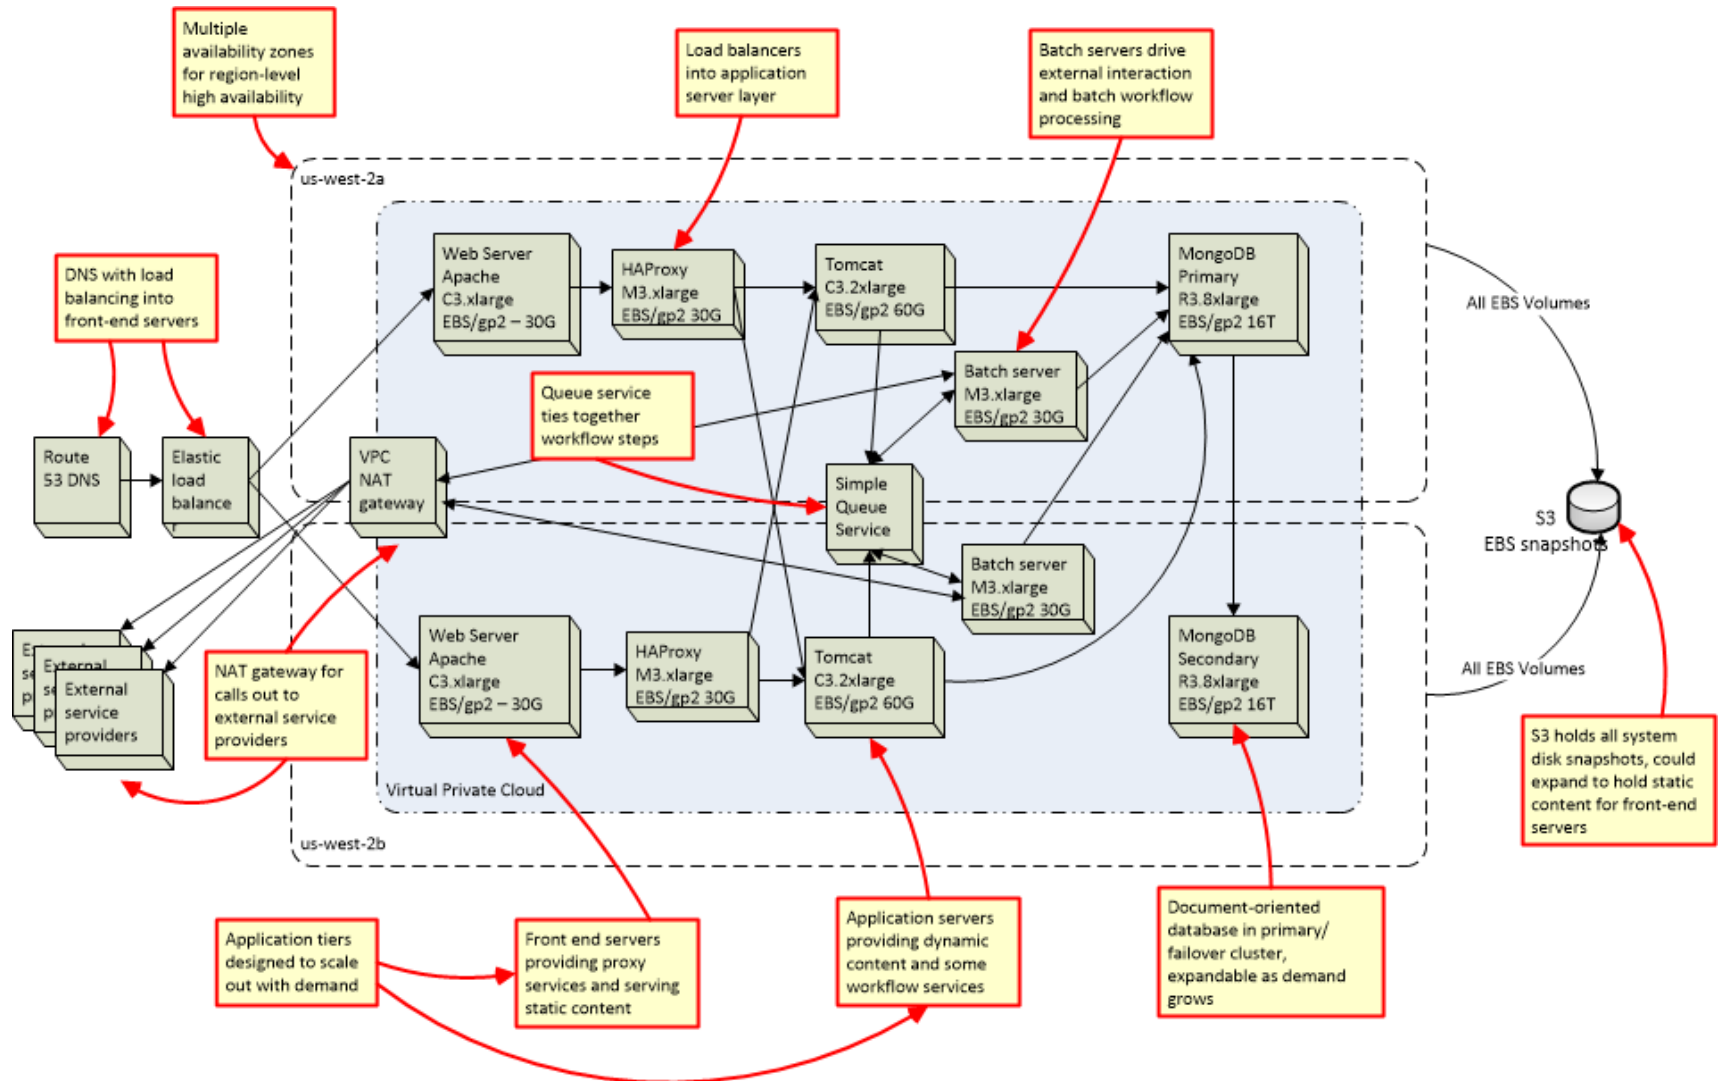 Multiple
availability zones
for region-level
high availability
Load balancers
into application
server layer
Batch servers drive
external interaction
and batch workflow
processing
us-west-2a
DNS with load
balancing into
front-end servers
Web Server
Apache
C3.xlarge
EBS/gp2 – 30G
HAProxy
M3.xlarge
EBS/gp2 30G
Tomcat
C3.2xlarge
EBS/gp2 60G
MongoDB
Primary
R3.8xlarge
EBS/gp2 16T
All EBS Volumes
Batch server
M3.xlarge
EBS/gp2 30G
Queue service
ties together
workflow steps
Route
53 DNS
Elastic
load
balance
r
VPC
NAT
gateway
Simple
Queue
Service
S3
EBS snapshots
Batch server
M3.xlarge
EBS/gp2 30G
External
service
providers
NAT gateway for
calls out to
external service
providers
Web Server
Apache
C3.xlarge
EBS/gp2 – 30G
HAProxy
M3.xlarge
EBS/gp2 30G
Tomcat
C3.2xlarge
EBS/gp2 60G
MongoDB
Secondary
R3.8xlarge
EBS/gp2 16T
All EBS Volumes
S3 holds all system
disk snapshots, could
expand to hold static
content for front-end
servers
Virtual Private Cloud
us-west-2b
Application tiers
designed to scale
out with demand
Front end servers
providing proxy
services and serving
static content
Application servers
providing dynamic
content and some
workflow services
Document-oriented
database in primary/
failover cluster,
expandable as demand
grows